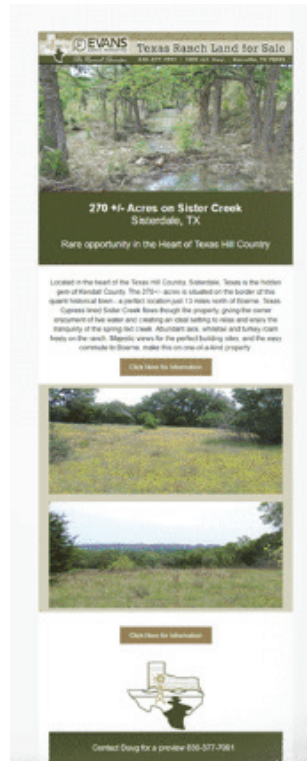 EVANS
Texas Ranch Land for Sale
270 +/- Acres on Sister Creek
Sisterdale, TX
Rare opportunity in the Heart of Texas Hill Country
Located in the heart of the Texas Hill County, Sisterdale, Texas is the hidden
gem of Kendall County. The 270+/- acres is situated on the border of this
quaint historical town - a perfect location just 13 miles north of Boerne. Texas
Cypress lined Sister Creek flows though the property, giving the owner
enjoyment of live water and creating an ideal setting to relax and enjoy the
tranquility of the spring fed creek. Abundant axis, whitetail and turkey roam
freely on the ranch. Majestic views for the perfect building sites, and the easy
commute to Boerne, make this on one-of-a-kind property
Click Here for Information
Click Here for Information
Contact Doug for a preview 830-377-7001